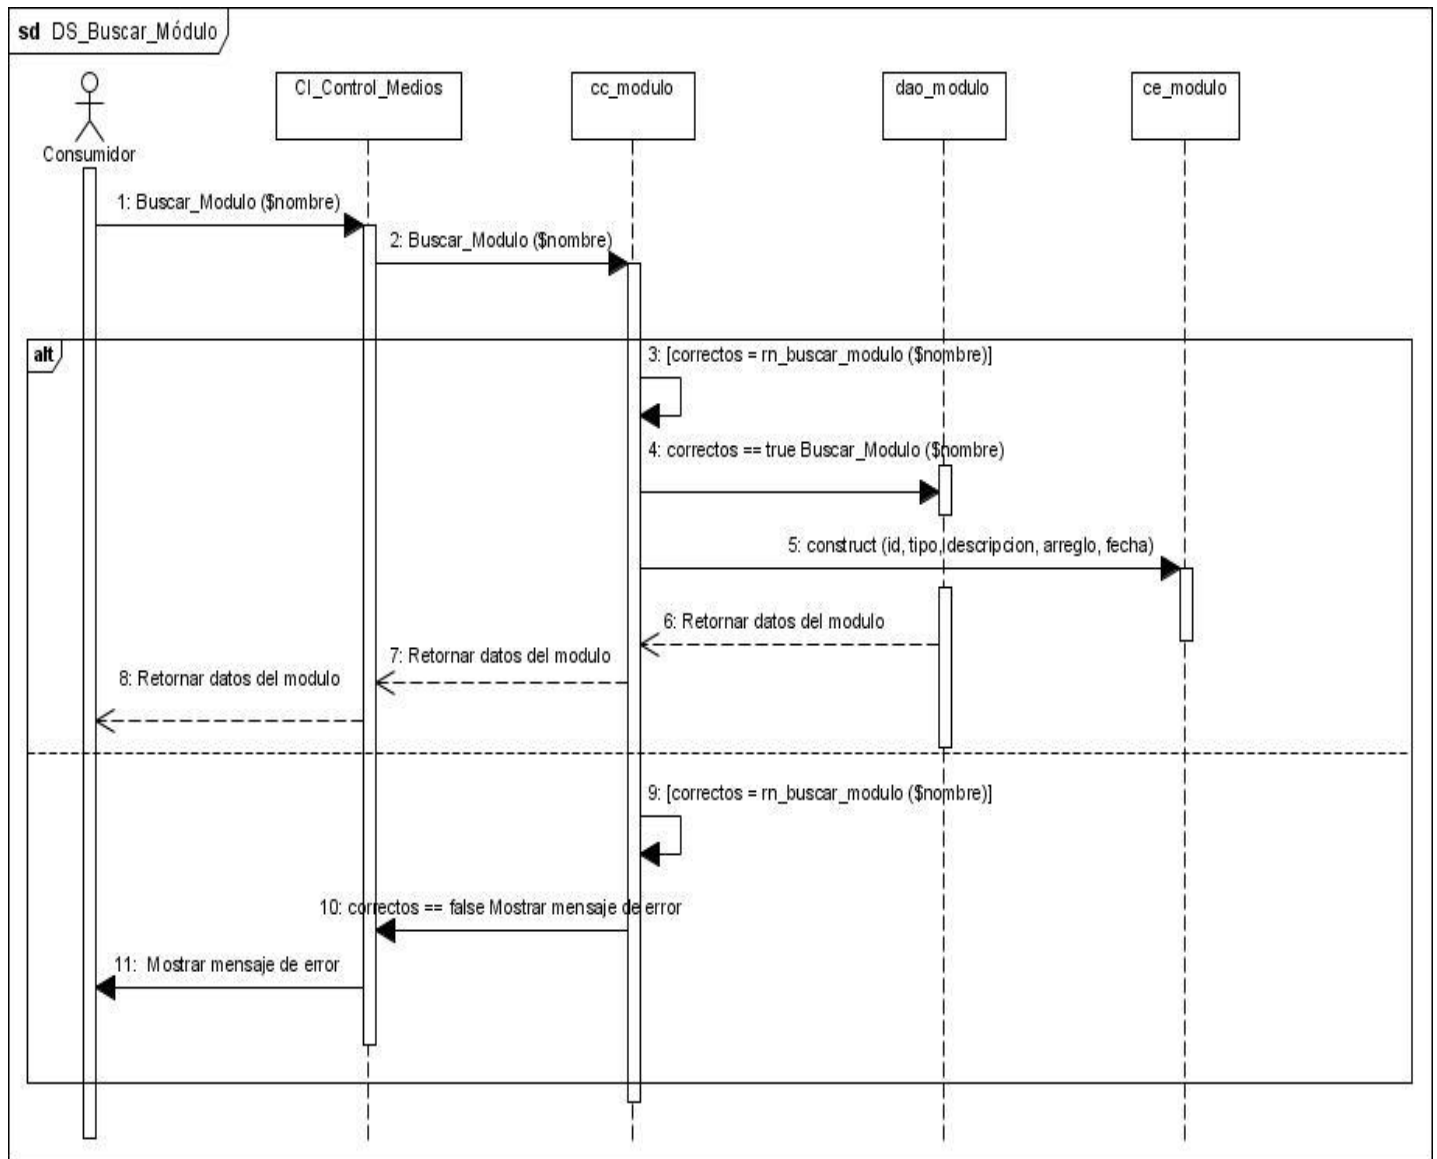 sd DS_Buscar_Módulo
CI_Control_Medios
cc_modulo
dao_modulo
ce_modulo
Consumidor
1: Buscar_Modulo ($nombre)
2: Buscar_Modulo ($nombre)
alt
3: [correctos = rn_buscar_modulo ($nombre)]
4: correctos == true Buscar_Modulo ($nombre)
5: construct (id, tipo, descripcion, arreglo, fecha)
6: Retornar datos del modulo
7: Retornar datos del modulo
8: Retornar datos del modulo
9: [correctos = rn_buscar_modulo ($nombre)]
10: correctos == false Mostrar mensaje de error
11: Mostrar mensaje de error